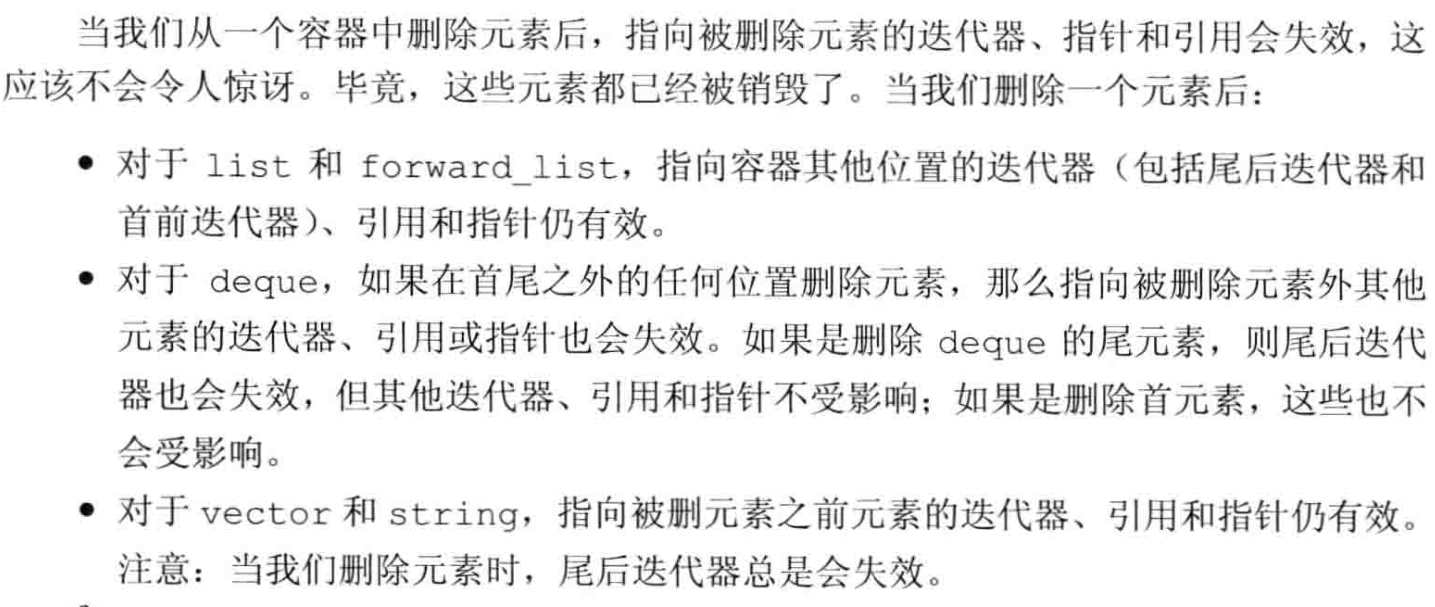 当我们从一个容器中删除元素后，指向被删除元素的迭代器、指针和引用会失效，这
应该不会令人惊讶。毕竟，这些元素都已经被销毁了。当我们删除一个元素后：
● 对于 list 和 forward_list，指向容器其他位置的迭代器（包括尾后迭代器和
首前迭代器）、引用和指针仍有效。
● 对于 deque，如果在首尾之外的任何位置删除元素，那么指向被删除元素外其他
元素的迭代器、引用或指针也会失效。如果是删除 deque 的尾元素，则尾后迭代
器也会失效，但其他迭代器、引用和指针不受影响；如果是删除首元素，这些也不
会受影响。
● 对于 vector 和 string，指向被删元素之前元素的迭代器、引用和指针仍有效。
注意：当我们删除元素时，尾后迭代器总是会失效。